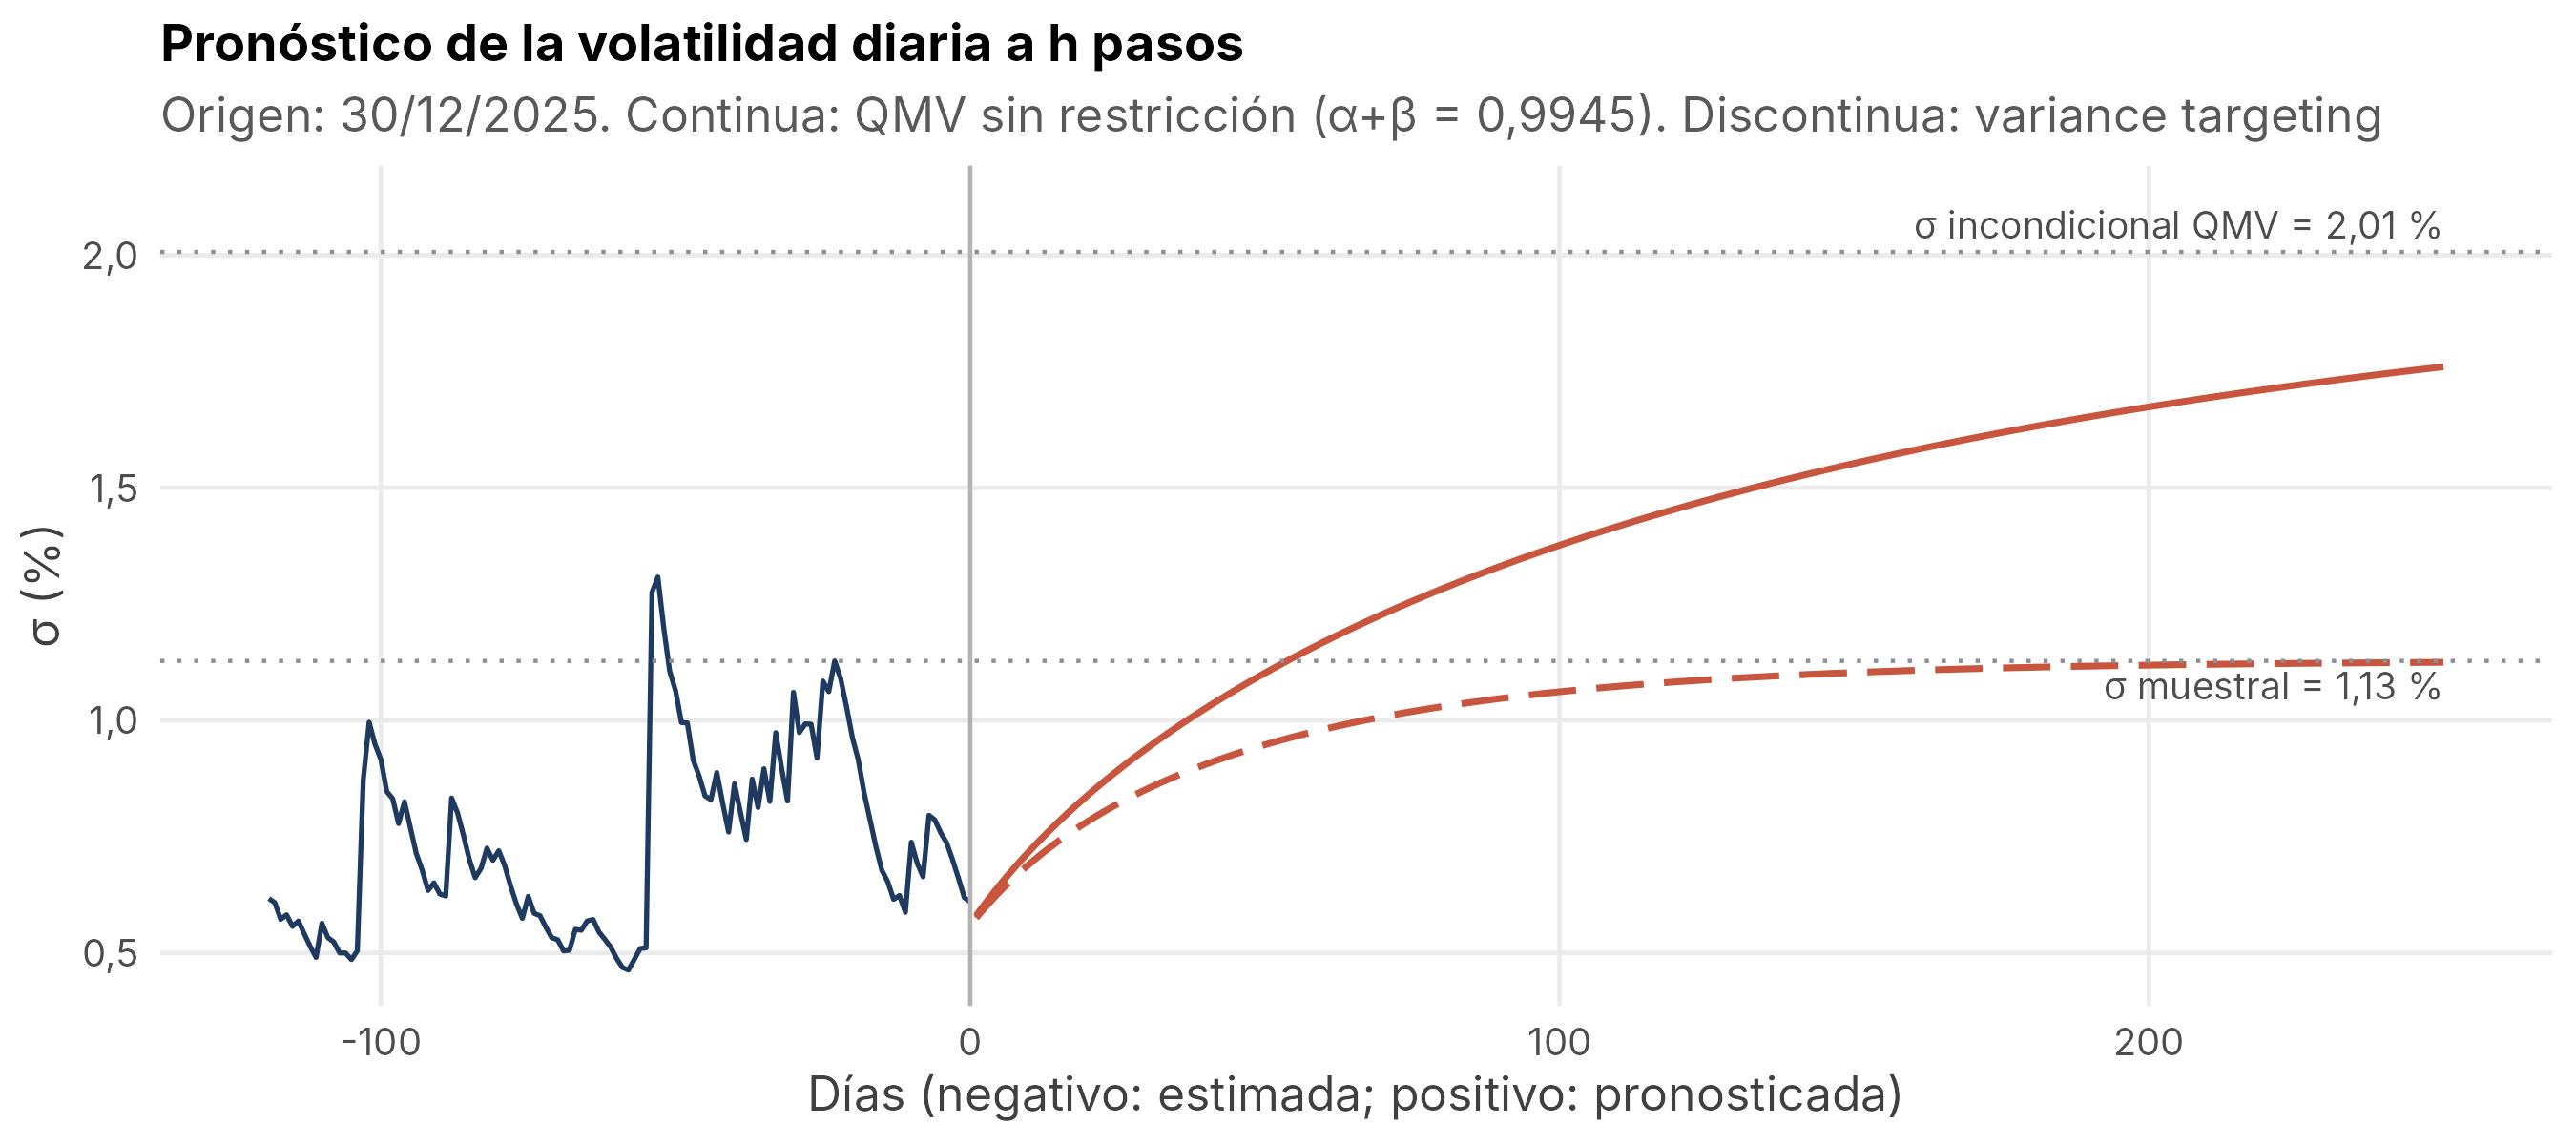 Pronóstico de la volatilidad diaria a h pasos
Origen: 30/12/2025. Continua: QMV sin restricción (α+β = 0,9945). Discontinua: variance targeting
σ incondicional QMV = 2,01 %
2,0
1,5
σ (%)
σ muestral = 1,13 %
1,0
0,5
-100
0
100
200
Días (negativo: estimada; positivo: pronosticada)